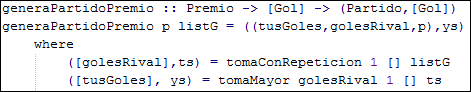 generaPartidoPremio :: Premio -> [Gol] -> (Partido,[Gol])
generaPartidoPremio p listG = ((tusGoles,golesRival,p),ys)
where
([golesRival],ts) = tomaConRepeticion 1 [] listG
([tusGoles], ys) = tomaMayor golesRival 1 [] ts